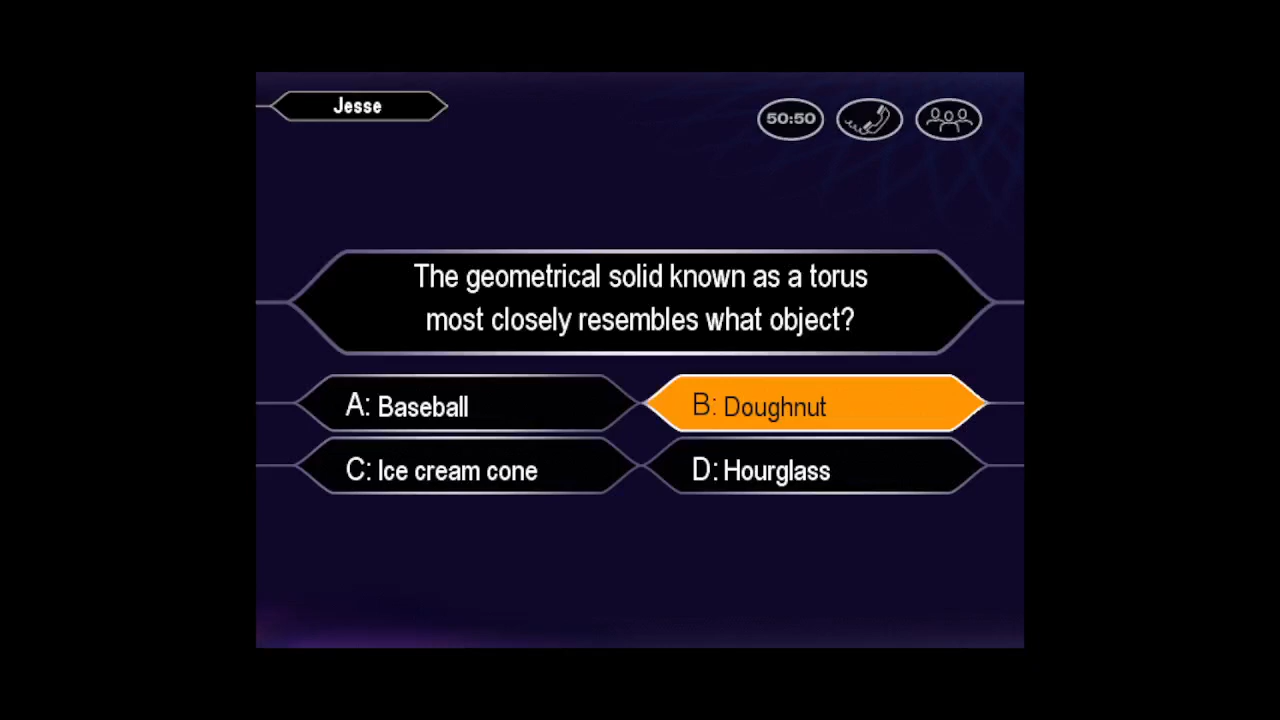 Jesse
50:50
The geometrical solid known as a torus
most closely resembles what object?
A: Baseball
B: Doughnut
C: Ice cream cone
D: Hourglass